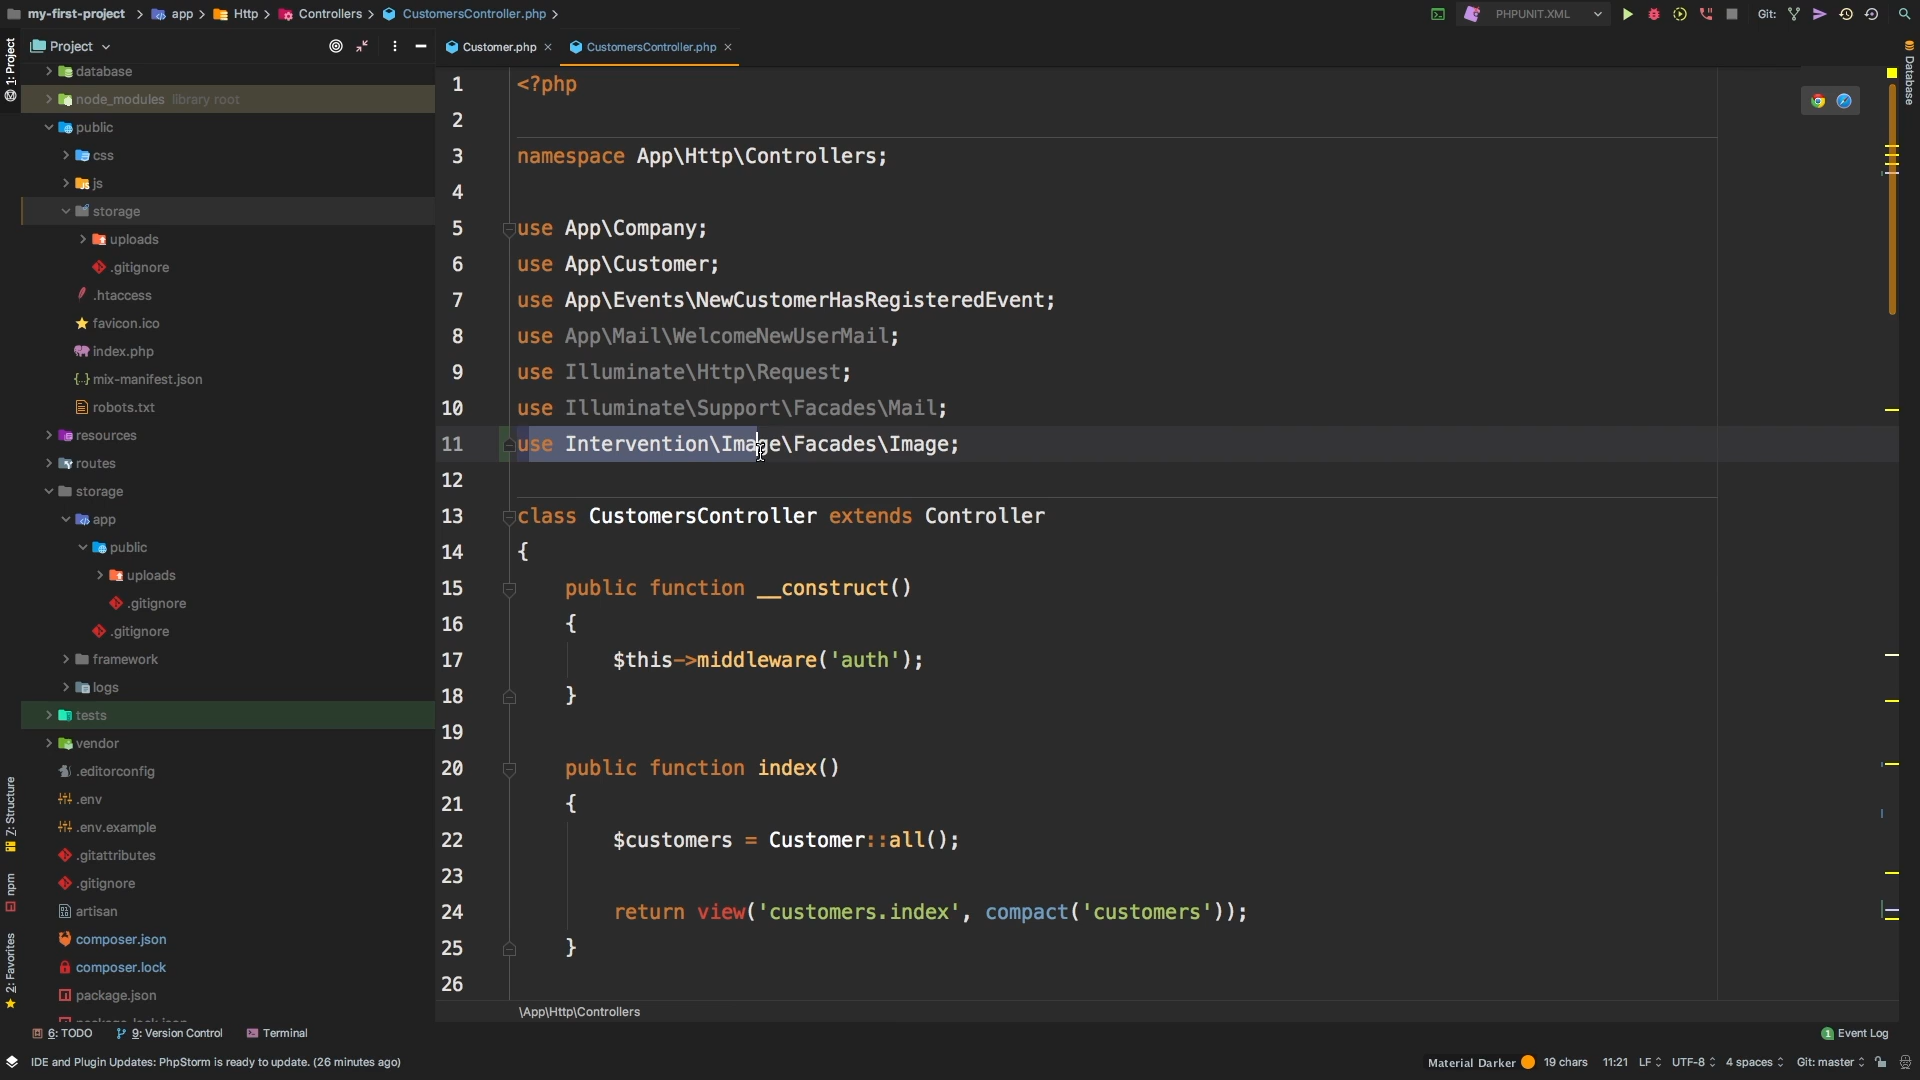 my-first-project app Http Controllers CustomersController.php
PHPUNIT.XML Git:
1: Project
Project
Customer.php CustomersController.php
Database
database
node_modules library root
public
css
js
storage
uploads
.gitignore
.htaccess
favicon.ico
index.php
mix-manifest.json
robots.txt
resources
routes
storage
app
public
uploads
.gitignore
.gitignore
framework
logs
tests
vendor
.editorconfig
.env
.env.example
.gitattributes
.gitignore
artisan
composer.json
composer.lock
package.json
Z: Structure
npm
2: Favorites
1 <?php
2
3 namespace App\Http\Controllers;
4
5 use App\Company;
6 use App\Customer;
7 use App\Events\NewCustomerHasRegisteredEvent;
8 use App\Mail\WelcomeNewUserMail;
9 use Illuminate\Http\Request;
10 use Illuminate\Support\Facades\Mail;
11 use Intervention\Image\Facades\Image;
12
13 class CustomersController extends Controller
14 {
15 public function __construct()
16 {
17 $this->middleware('auth');
18 }
19
20 public function index()
21 {
22 $customers = Customer::all();
23
24 return view('customers.index', compact('customers'));
25 }
26
\App\Http\Controllers
6: TODO 9: Version Control Terminal
1 Event Log
IDE and Plugin Updates: PhpStorm is ready to update. (26 minutes ago)
Material Darker 19 chars 11:21 LF UTF-8 4 spaces Git: master